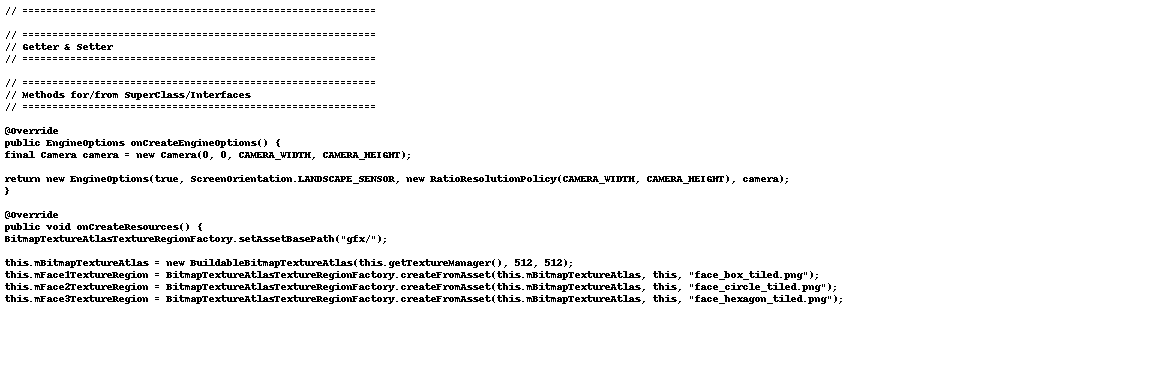 // ===========================================================
// ===========================================================
// Getter & Setter
// ===========================================================
// ===========================================================
// Methods for/from SuperClass/Interfaces
// ===========================================================
@Override
public EngineOptions onCreateEngineOptions() {
final Camera camera = new Camera(0, 0, CAMERA_WIDTH, CAMERA_HEIGHT);
return new EngineOptions(true, ScreenOrientation.LANDSCAPE_SENSOR, new RatioResolutionPolicy(CAMERA_WIDTH, CAMERA_HEIGHT), camera);
}
@Override
public void onCreateResources() {
BitmapTextureAtlasTextureRegionFactory.setAssetBasePath("gfx/");
this.mBitmapTextureAtlas = new BuildableBitmapTextureAtlas(this.getTextureManager(), 512, 512);
this.mFace1TextureRegion = BitmapTextureAtlasTextureRegionFactory.createFromAsset(this.mBitmapTextureAtlas, this, "face_box_tiled.png");
this.mFace2TextureRegion = BitmapTextureAtlasTextureRegionFactory.createFromAsset(this.mBitmapTextureAtlas, this, "face_circle_tiled.png");
this.mFace3TextureRegion = BitmapTextureAtlasTextureRegionFactory.createFromAsset(this.mBitmapTextureAtlas, this, "face_hexagon_tiled.png");